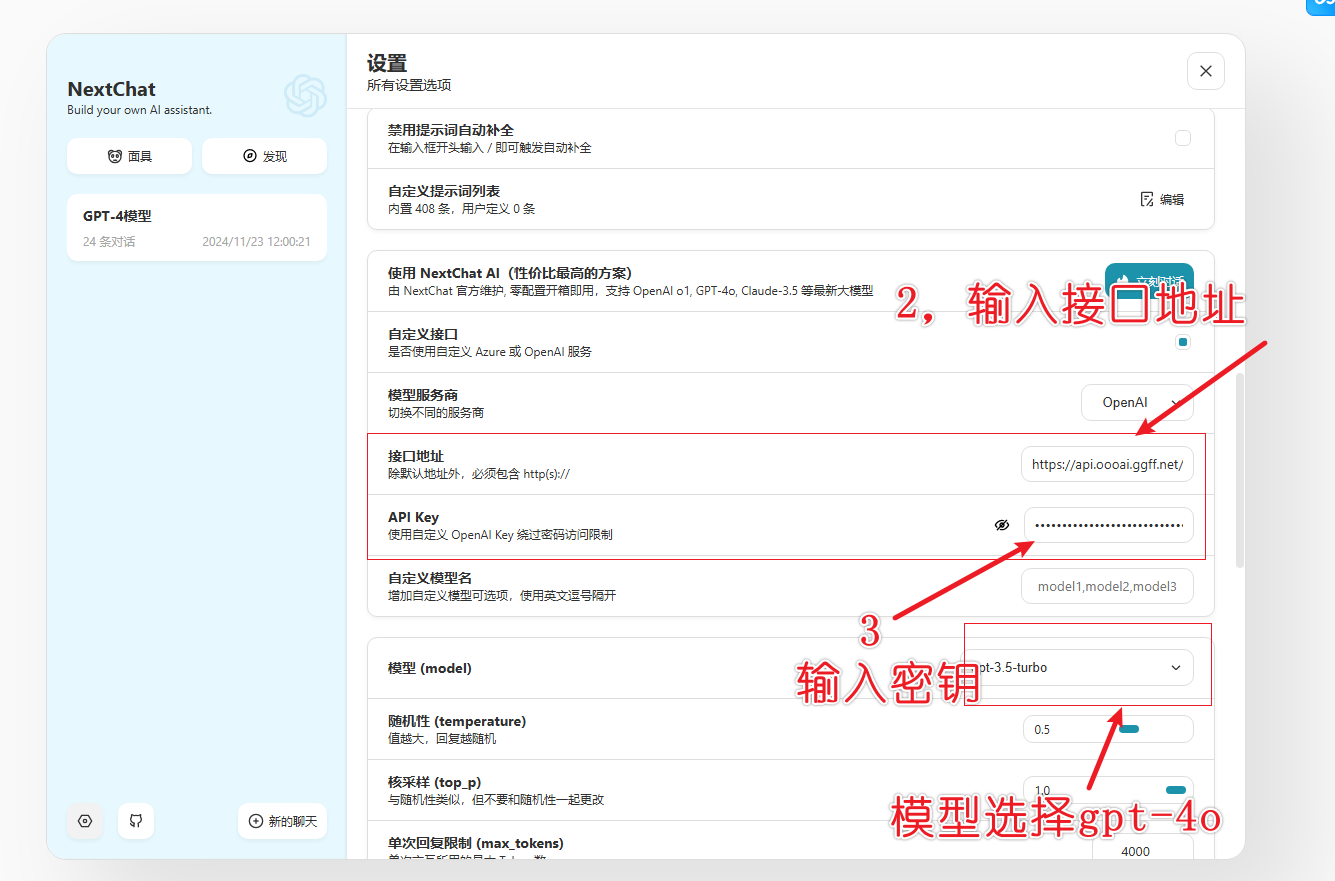 NextChat
Build your own AI assistant.
面具
发现
GPT-4模型
24 条对话
2024/11/23 12:00:21
新的聊天
设置
所有设置选项
禁用提示词自动补全
在输入框开头输入 / 即可触发自动补全
自定义提示词列表
内置 408 条，用户定义 0 条
编辑
使用 NextChat AI（性价比最高的方案）
由 NextChat 官方维护, 零配置开箱即用，支持 OpenAI o1, GPT-4o, Claude-3.5 等最新大模型
2，输入接口地址
自定义接口
是否使用自定义 Azure 或 OpenAI 服务
模型服务商
切换不同的服务商
OpenAI
接口地址
除默认地址外，必须包含 http(s)://
https://api.oooai.ggff.net/
API Key
使用自定义 OpenAI Key 绕过密码访问限制
自定义模型名
增加自定义模型可选项，使用英文逗号隔开
model1,model2,model3
3
输入密钥
模型 (model)
pt-3.5-turbo
随机性 (temperature)
值越大，回复越随机
0.5
核采样 (top_p)
与随机性类似，但不要和随机性一起更改
1.0
模型选择gpt-4o
单次回复限制 (max_tokens)
4000